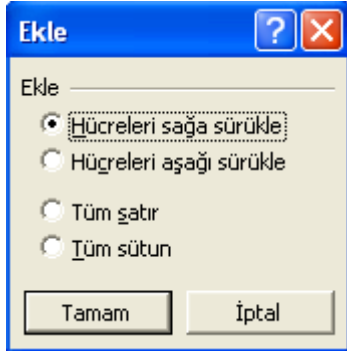 Ekle
Ekle
Hücreleri sağa sürükle
Hücreleri aşağı sürükle
Tüm satır
Tüm sütun
Tamam İptal